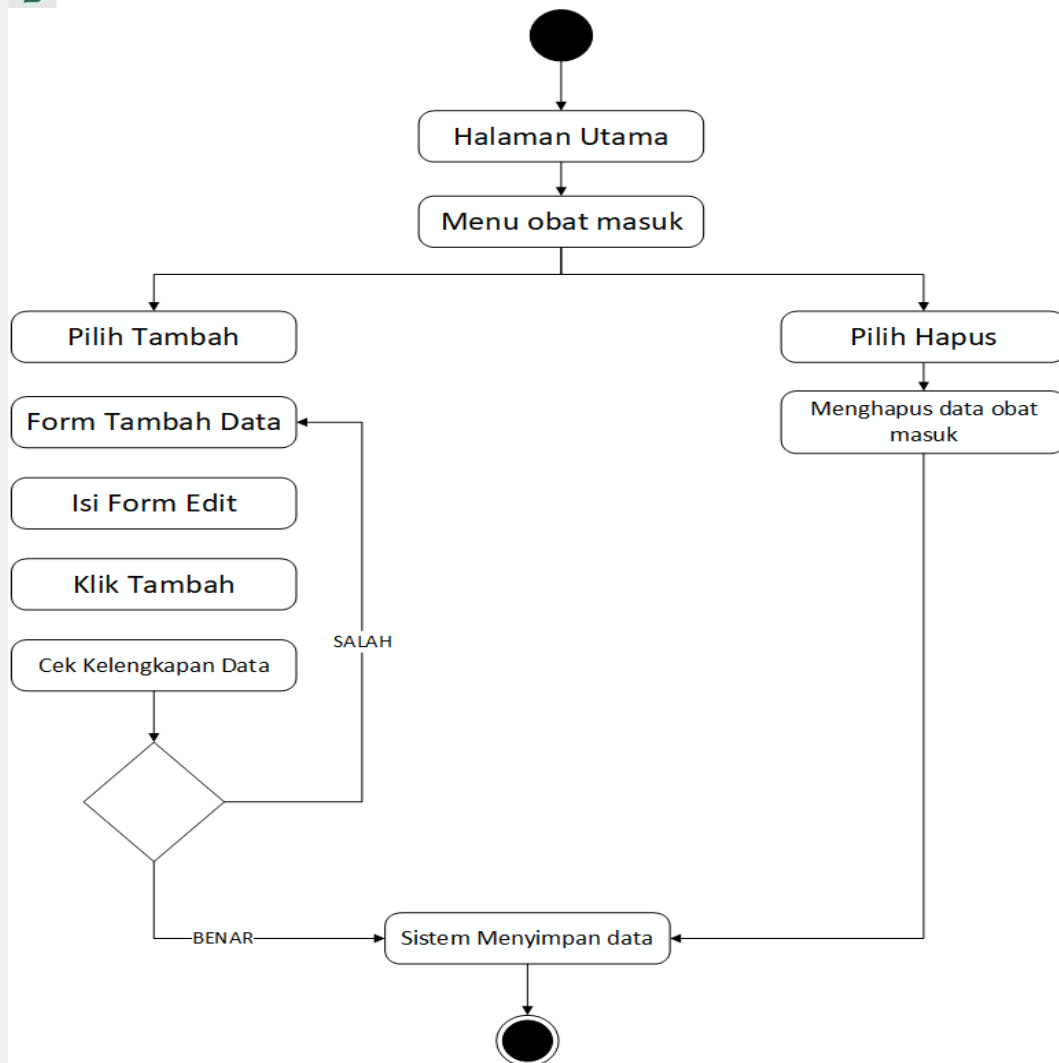 Halaman Utama
Menu obat masuk
Pilih Tambah
Pilih Hapus
Form Tambah Data
Menghapus data obat
masuk
Isi Form Edit
Klik Tambah
SALAH
Cek Kelengkapan Data
BENAR
Sistem Menyimpan data